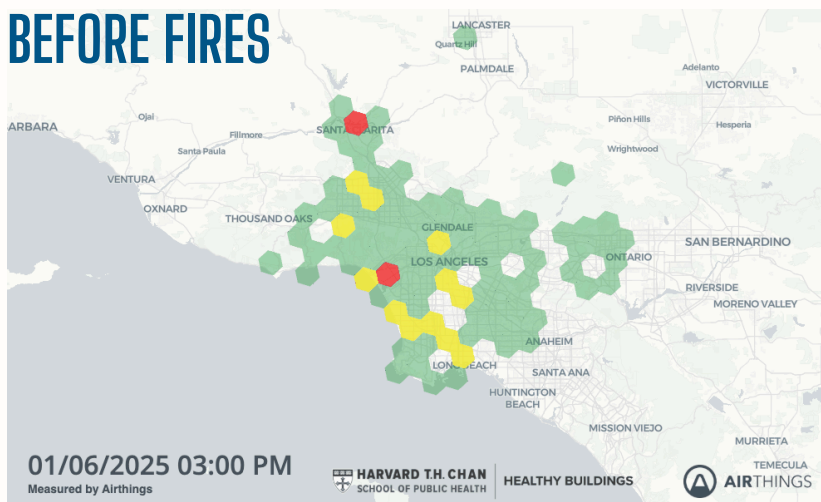 BEFORE FIRES
LANCASTER
Quartz Hill
PALMDALE
Adelanto
VICTORVILLE
Ojai
Piñon Hills
Hesperia
ARBARA
Fillmore
SANTA CLARITA
Wrightwood
Santa Paula
VENTURA
OXNARD
THOUSAND OAKS
GLENDALE
SAN BERNARDINO
LOS ANGELES
ONTARIO
RIVERSIDE
MORENO VALLEY
ANAHEIM
LONG BEACH
SANTA ANA
HUNTINGTON
BEACH
MISSION VIEJO
MURRIETA
TEMECULA
01/06/2025 03:00 PM
Measured by Airthings
HARVARD T.H. CHAN
SCHOOL OF PUBLIC HEALTH
HEALTHY BUILDINGS
AIRTHINGS